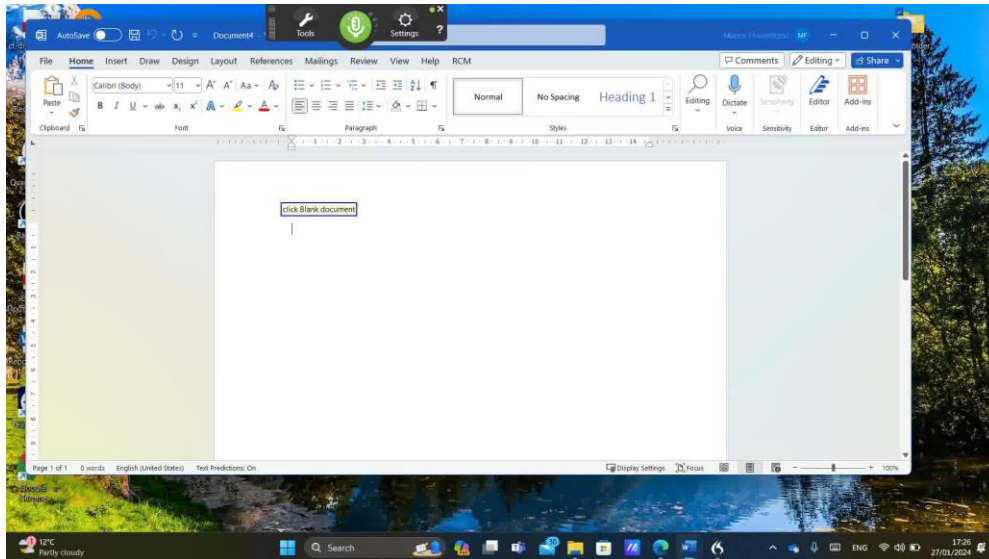 AutoSave
Document4
Tools
Settings
?
MF
File Home Insert Draw Design Layout References Mailings Review View Help RCM
Comments Editing Share
Paste
Calibri (Body) 11
Normal
No Spacing
Heading 1
Editing
Dictate
Sensitivity
Editor
Add-ins
Clipboard Font Paragraph Styles Voice Sensitivity Editor Add-ins
click Blank document
Page 1 of 1 0 words English (United States) Text Predictions: On
Display Settings Focus 100%
12°C
Partly cloudy
Search
30
ENG
17:26
27/01/2024